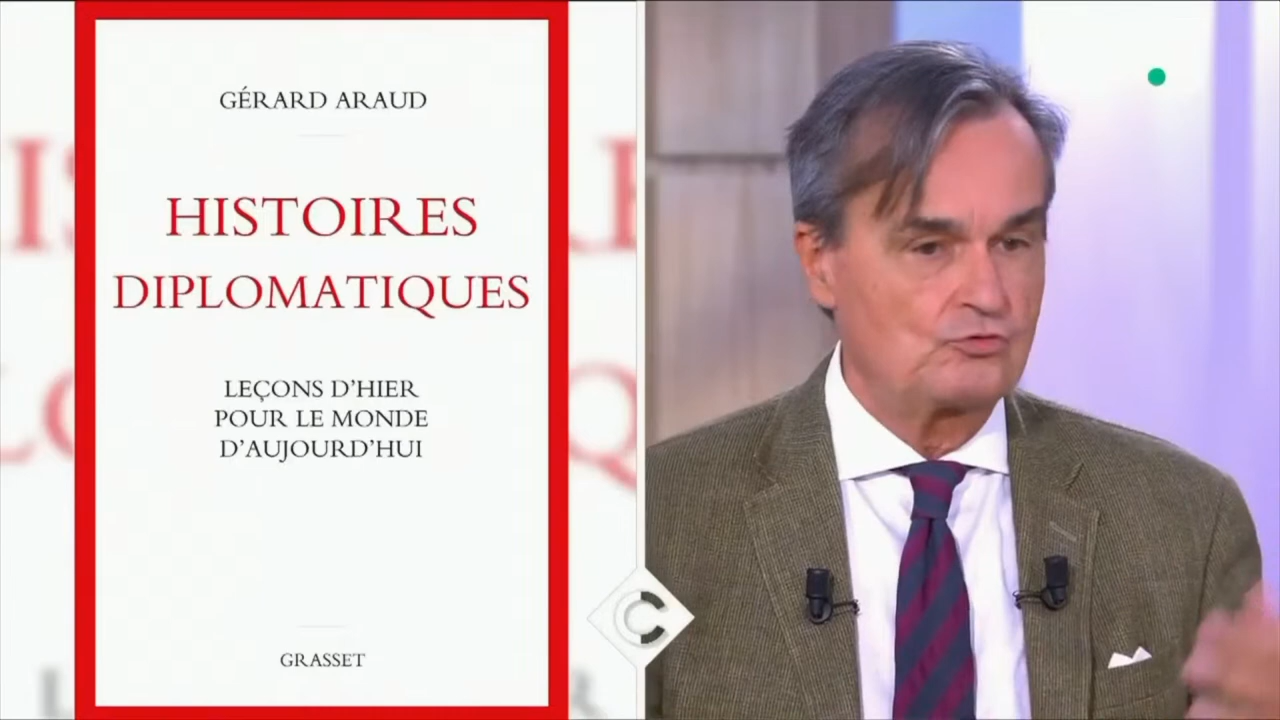 GÉRARD ARAUD
HISTOIRES
DIPLOMATIQUES
LEÇONS D'HIER
POUR LE MONDE
D'AUJOURD'HUI
GRASSET
C